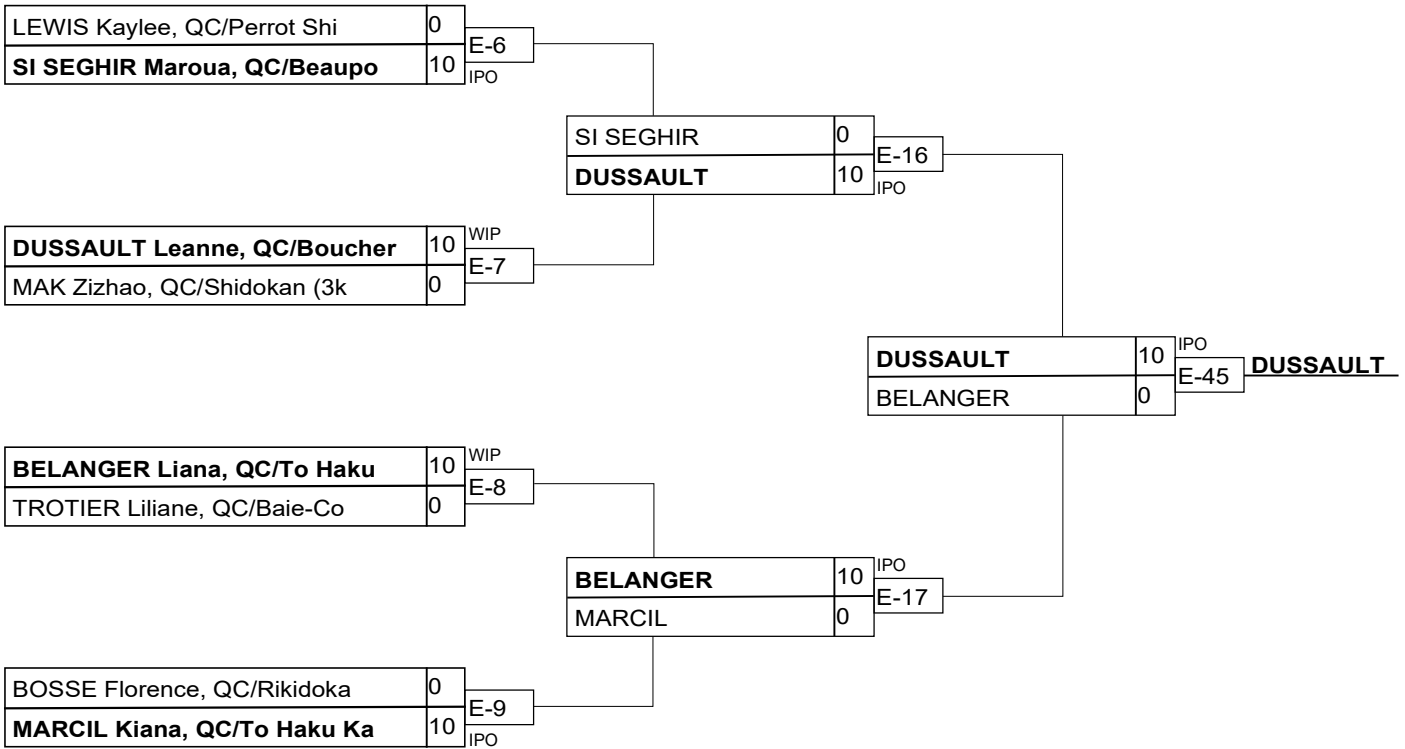 LEWIS Kaylee, QC/Perrot Shi 0
E-6
SI SEGHIR Maroua, QC/Beaupo 10
IPO
SI SEGHIR 0
E-16
DUSSAULT 10
IPO
DUSSAULT Leanne, QC/Boucher 10
WIP
E-7
MAK Zizhao, QC/Shidokan (3k 0
DUSSAULT 10
IPO
E-45
DUSSAULT
BELANGER 0
BELANGER Liana, QC/To Haku 10
WIP
E-8
TROTIER Liliane, QC/Baie-Co 0
BELANGER 10
IPO
E-17
MARCIL 0
BOSSE Florence, QC/Rikidoka 0
E-9
MARCIL Kiana, QC/To Haku Ka 10
IPO